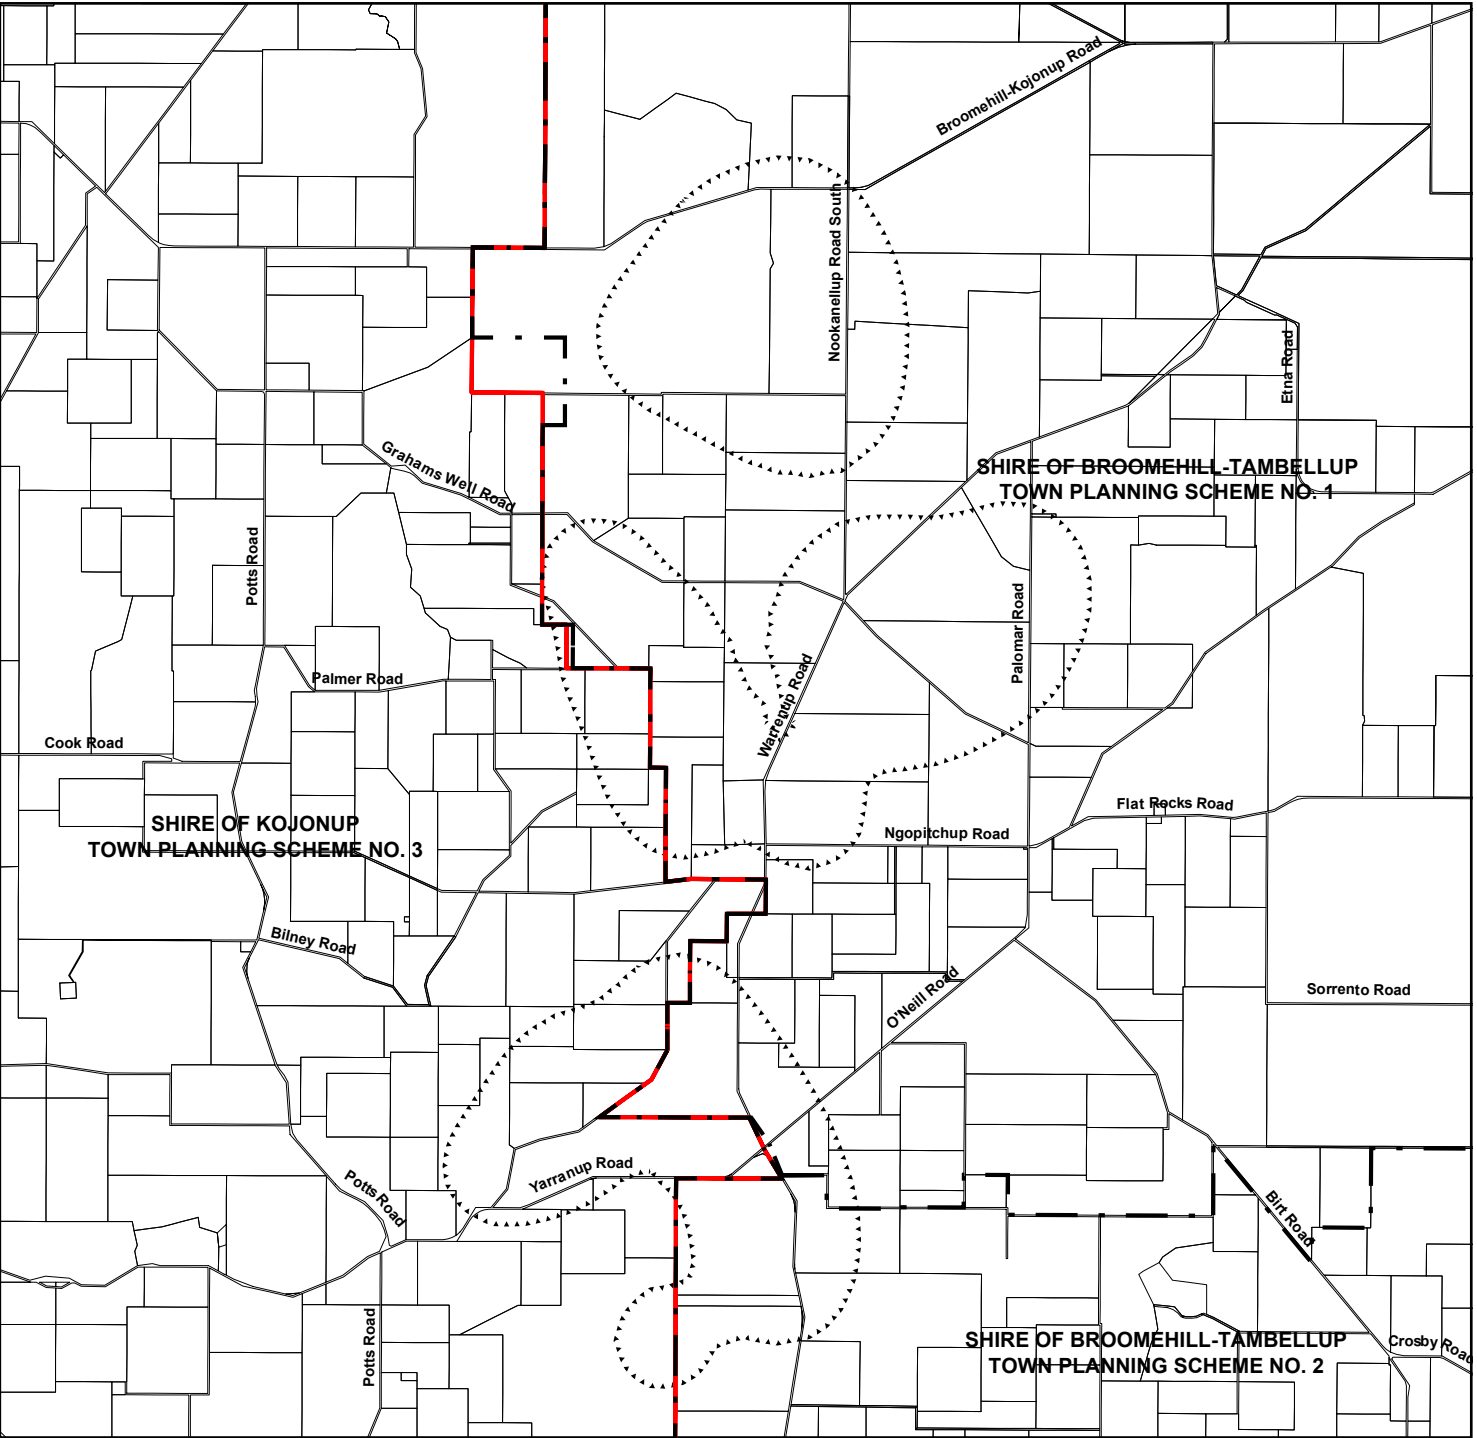 Broomehill-Kojonup Road
Nookanellup Road South
Etna Road
Grahams Well Road
SHIRE OF BROOMEHILL-TAMBELLUP
TOWN PLANNING SCHEME NO. 1
Potts Road
Palomar Road
Palmer Road
Warrenup Road
Cook Road
Flat Rocks Road
SHIRE OF KOJONUP
TOWN PLANNING SCHEME NO. 3
Ngopitchup Road
Bilney Road
O'Neill Road
Sorrento Road
Yarranup Road
Potts Road
Birt Road
Potts Road
SHIRE OF BROOMEHILL-TAMBELLUP
TOWN PLANNING SCHEME NO. 2
Crosby Road